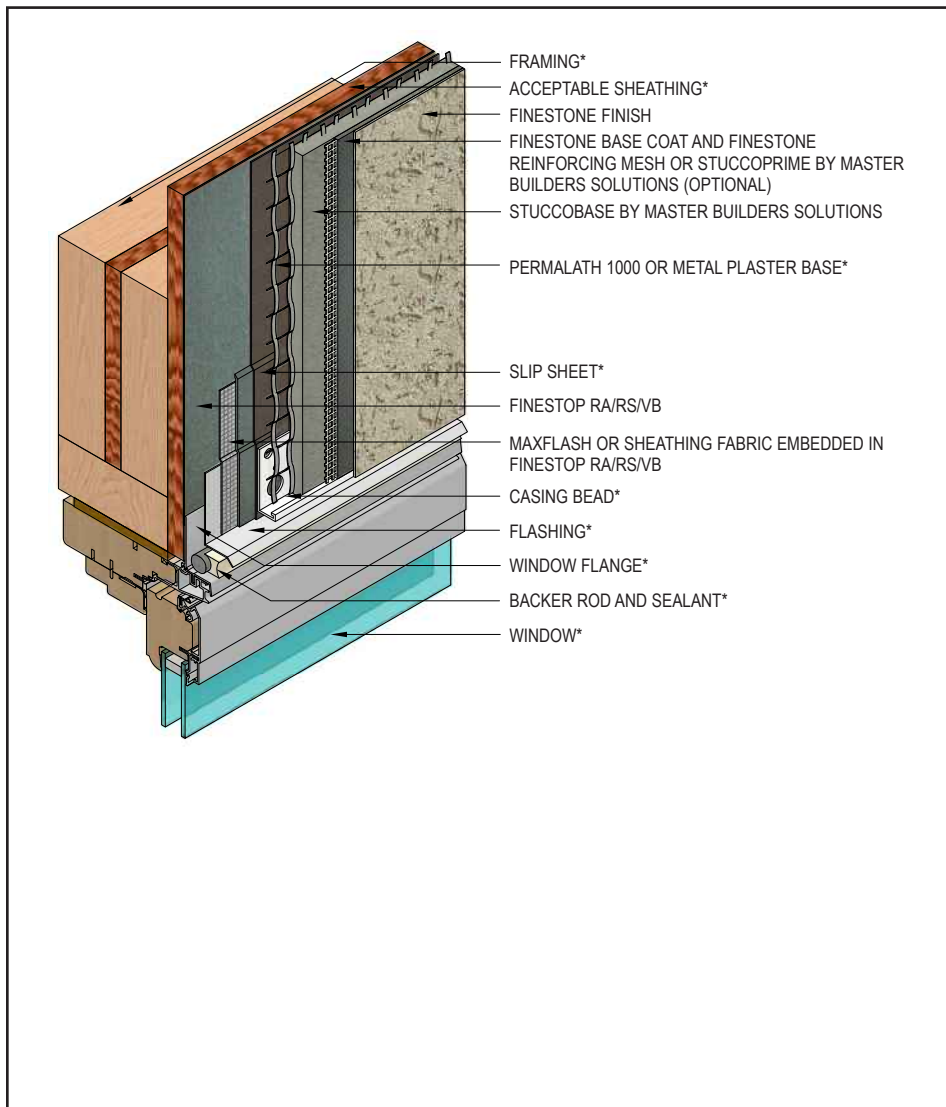 FRAMING*
ACCEPTABLE SHEATHING*
FINESTONE FINISH
FINESTONE BASE COAT AND FINESTONE
REINFORCING MESH OR STUCCOPRIME BY MASTER
BUILDERS SOLUTIONS (OPTIONAL)
STUCCOBASE BY MASTER BUILDERS SOLUTIONS
PERMALATH 1000 OR METAL PLASTER BASE*
SLIP SHEET*
FINESTOP RA/RS/VB
MAXFLASH OR SHEATHING FABRIC EMBEDDED IN
FINESTOP RA/RS/VB
CASING BEAD*
FLASHING*
WINDOW FLANGE*
BACKER ROD AND SEALANT*
WINDOW*